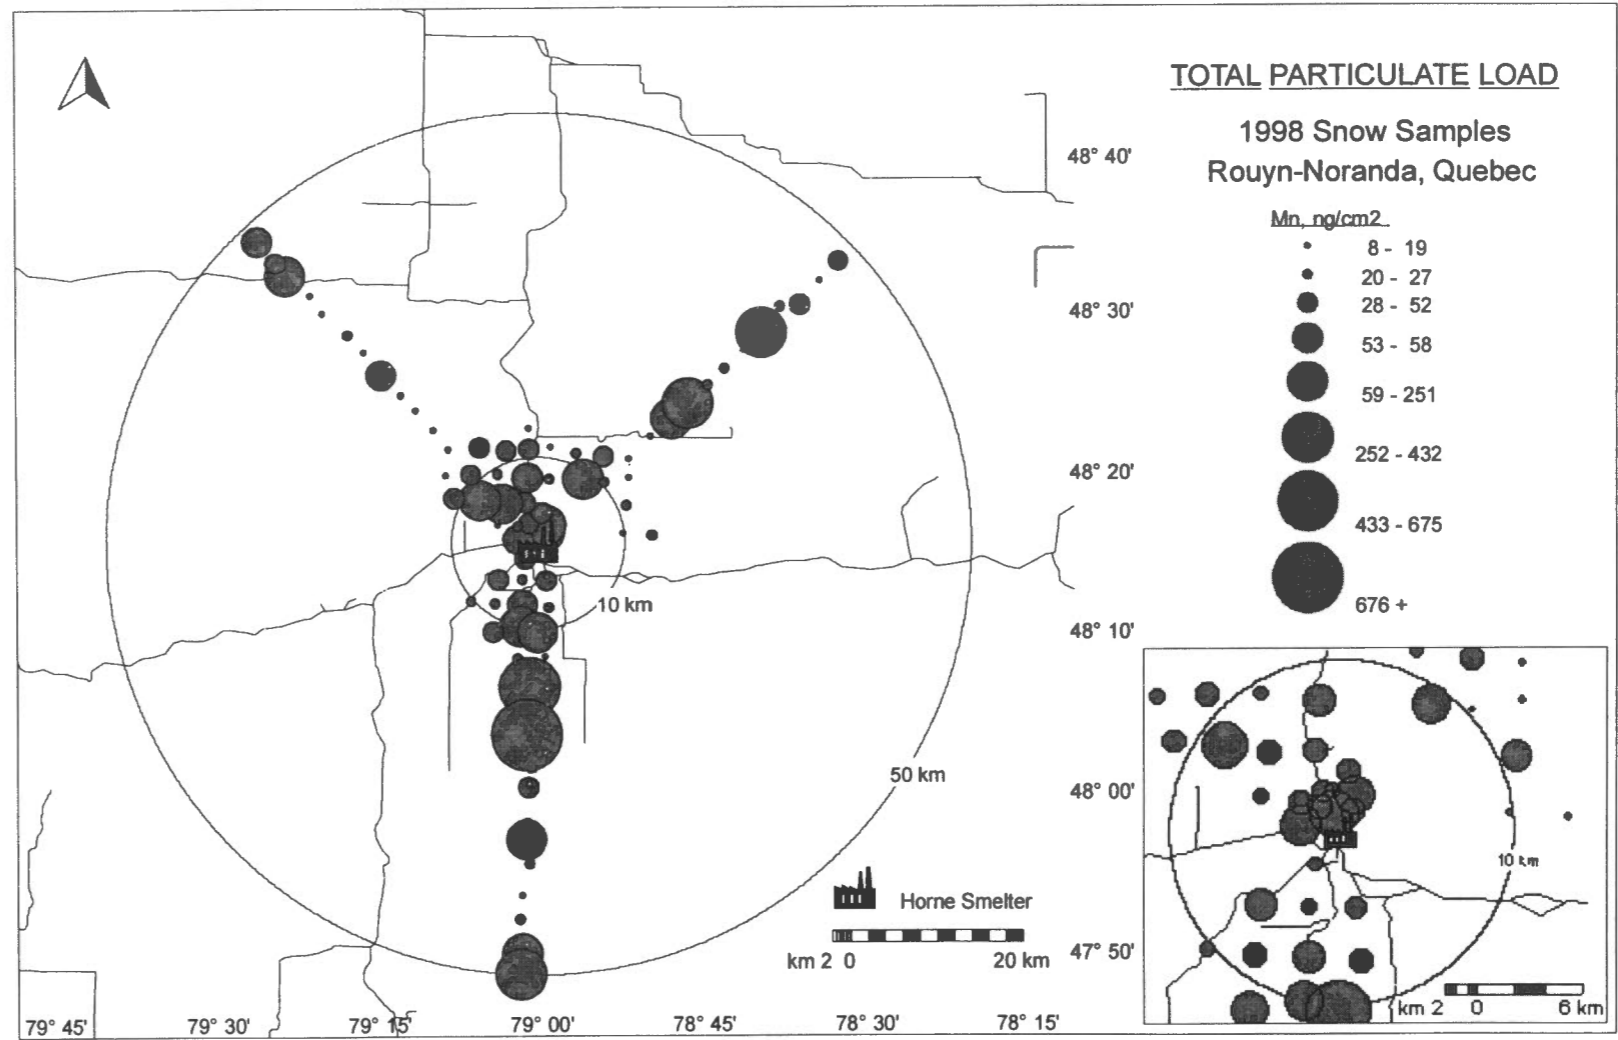 TOTAL PARTICULATE LOAD
1998 Snow Samples
Rouyn-Noranda, Quebec
Mn, ng/cm2
8 - 19
20 - 27
28 - 52
53 - 58
59 - 251
252 - 432
433 - 675
676 +
48° 40'
48° 30'
48° 20'
48° 10'
48° 00'
47° 50'
10 km
50 km
Horne Smelter
km 2 0 20 km
79° 45' 79° 30' 79° 15' 79° 00' 78° 45' 78° 30' 78° 15'
10 km
km 2 0 6 km